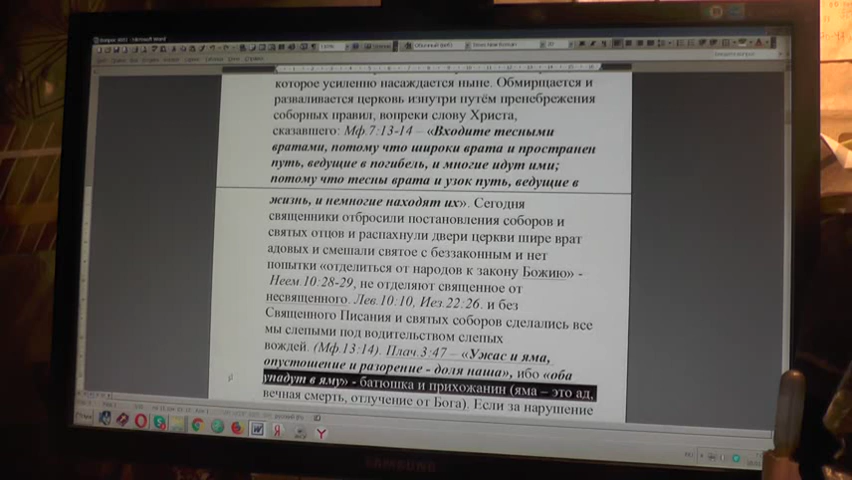 Microsoft Word
которое усиленно насаждается ныне. Обмирщается и
разваливается церковь изнутри путём пренебрежения
соборных правил, вопреки слову Христа,
сказавшего: Мф.7:13-14 – «Входите тесными
вратами, потому что широки врата и пространен
путь, ведущие в погибель, и многие идут ими;
потому что тесны врата и узок путь, ведущие в
жизнь, и немногие находят их». Сегодня
священники отбросили постановления соборов и
святых отцов и распахнули двери церкви шире врат
адовых и смешали святое с беззаконным и нет
попытки «отделиться от народов к закону Божию» -
Неем.10:28-29, не отделяют священное от
несвященного. Лев.10:10, Иез.22:26. и без
Священного Писания и святых соборов сделались все
мы слепыми под водительством слепых
вождей. (Мф.13:14). Плач.3:47 – «Ужас и яма,
опустошение и разорение - доля наша», ибо «оба
упадут в яму» - батюшка и прихожанин (яма – это ад,
вечная смерть, отлучение от Бога). Если за нарушение
SAMSUNG